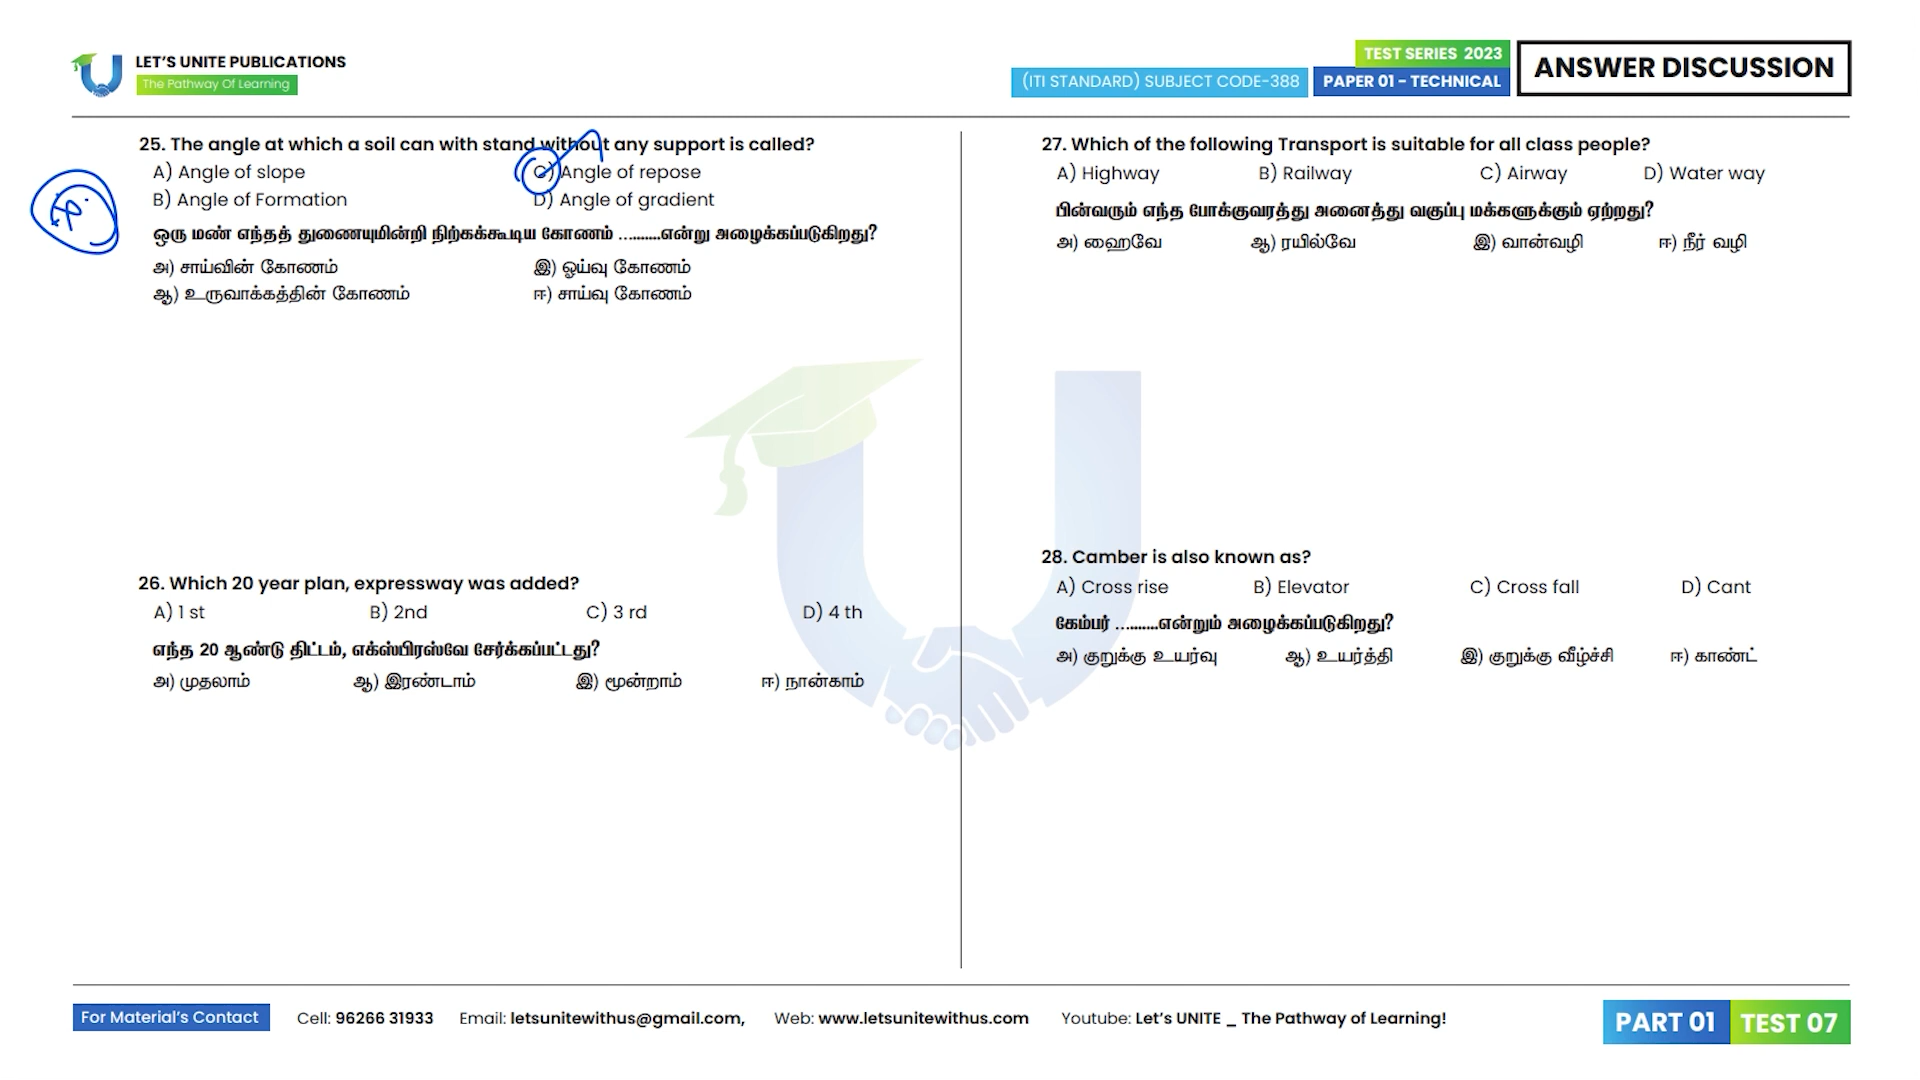 LET'S UNITE PUBLICATIONS
The Pathway Of Learning
TEST SERIES 2023
(ITI STANDARD) SUBJECT CODE-388
PAPER 01 - TECHNICAL
ANSWER DISCUSSION
25. The angle at which a soil can with stand without any support is called?
A) Angle of slope C) Angle of repose
B) Angle of Formation D) Angle of gradient
ஒரு மண் எந்தத் துணையுமின்றி நிற்கக்கூடிய கோணம் ...........என்று அழைக்கப்படுகிறது?
அ) சாய்வின் கோணம் இ) ஓய்வு கோணம்
ஆ) உருவாக்கத்தின் கோணம் ஈ) சாய்வு கோணம்
26. Which 20 year plan, expressway was added?
A) 1 st B) 2nd C) 3 rd D) 4 th
எந்த 20 ஆண்டு திட்டம், எக்ஸ்பிரஸ்வே சேர்க்கப்பட்டது?
அ) முதலாம் ஆ) இரண்டாம் இ) மூன்றாம் ஈ) நான்காம்
27. Which of the following Transport is suitable for all class people?
A) Highway B) Railway C) Airway D) Water way
பின்வரும் எந்த போக்குவரத்து அனைத்து வகுப்பு மக்களுக்கும் ஏற்றது?
அ) ஹைவே ஆ) ரயில்வே இ) வான்வழி ஈ) நீர் வழி
28. Camber is also known as?
A) Cross rise B) Elevator C) Cross fall D) Cant
கேம்பர் ...........என்றும் அழைக்கப்படுகிறது?
அ) குறுக்கு உயர்வு ஆ) உயர்த்தி இ) குறுக்கு வீழ்ச்சி ஈ) காண்ட்
For Material's Contact
Cell: 96266 31933 Email: letsunitewithus@gmail.com, Web: www.letsunitewithus.com Youtube: Let's UNITE _ The Pathway of Learning!
PART 01 TEST 07